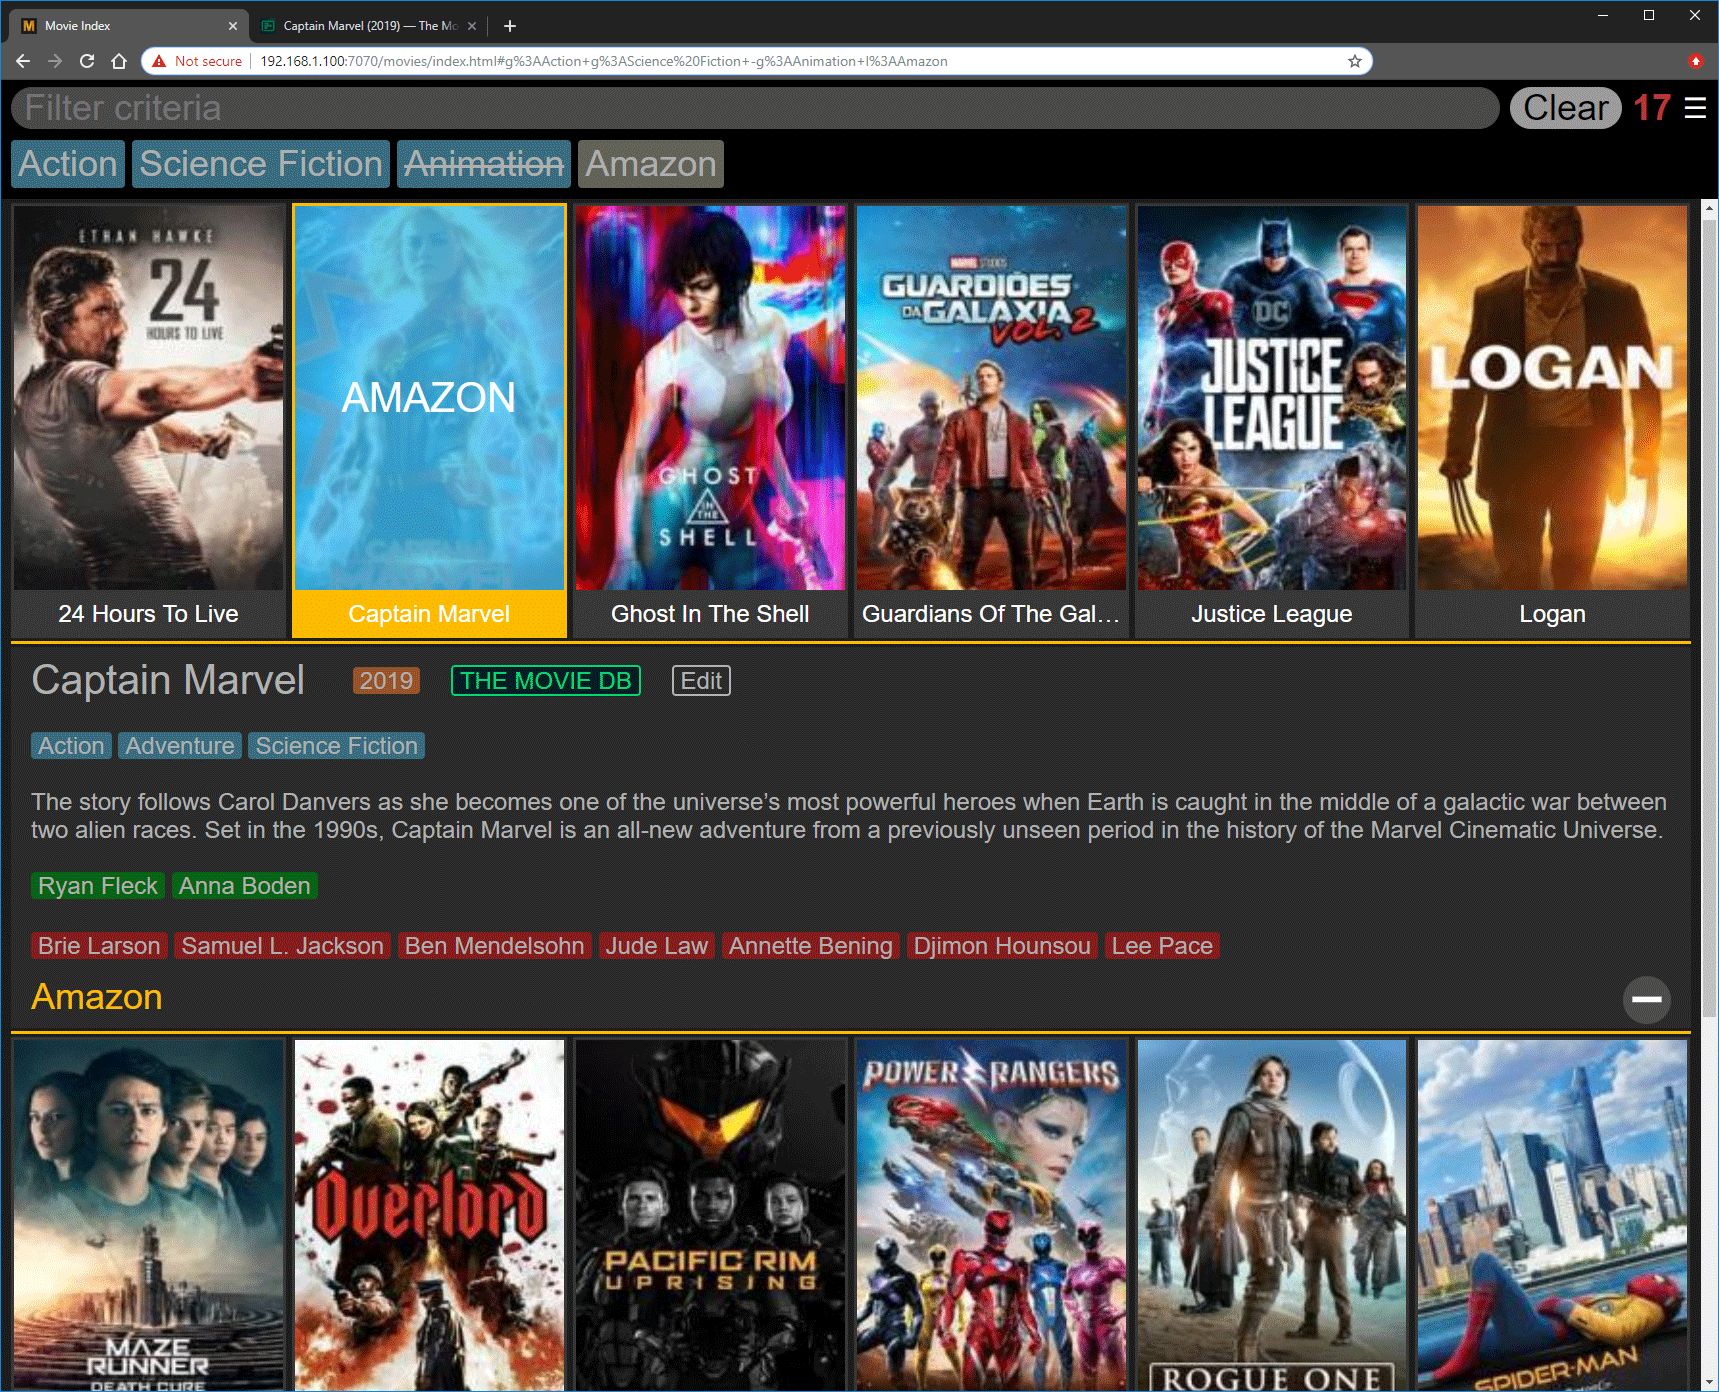 Movie Index
Captain Marvel (2019) — The Mo
Not secure
192.168.1.100:7070/movies/index.html#g%3AAction+g%3AScience%20Fiction+-g%3AAnimation+l%3AAmazon
Filter criteria
Clear
17
Action
Science Fiction
Animation
Amazon
ETHAN HAWKE
24
HOURS TO LIVE
24 Hours To Live
AMAZON
Captain Marvel
GHOST
IN THE
SHELL
Ghost In The Shell
MARVEL STUDIOS
GUARDIÕES
DA GALAXIA
VOL. 2
Guardians Of The Gal...
DC
JUSTICE
LEAGUE
Justice League
LOGAN
Logan
Captain Marvel
2019
THE MOVIE DB
Edit
Action
Adventure
Science Fiction
The story follows Carol Danvers as she becomes one of the universe’s most powerful heroes when Earth is caught in the middle of a galactic war between
two alien races. Set in the 1990s, Captain Marvel is an all-new adventure from a previously unseen period in the history of the Marvel Cinematic Universe.
Ryan Fleck
Anna Boden
Brie Larson
Samuel L. Jackson
Ben Mendelsohn
Jude Law
Annette Bening
Djimon Hounsou
Lee Pace
Amazon
MAZE
RUNNER
DEATH CURE
OVERLORD
PACIFIC RIM
UPRISING
POWER RANGERS
ROGUE ONE
SPIDER-MAN